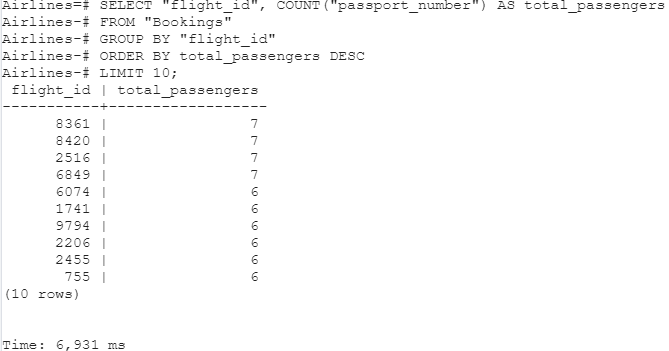 Airlines=# SELECT "flight_id", COUNT("passport_number") AS total_passengers
Airlines-# FROM "Bookings"
Airlines-# GROUP BY "flight_id"
Airlines-# ORDER BY total_passengers DESC
Airlines-# LIMIT 10;
 flight_id | total_passengers
-----------+------------------
      8361 |                7
      8420 |                7
      2516 |                7
      6849 |                7
      6074 |                6
      1741 |                6
      9794 |                6
      2206 |                6
      2455 |                6
       755 |                6
(10 rows)
Time: 6,931 ms